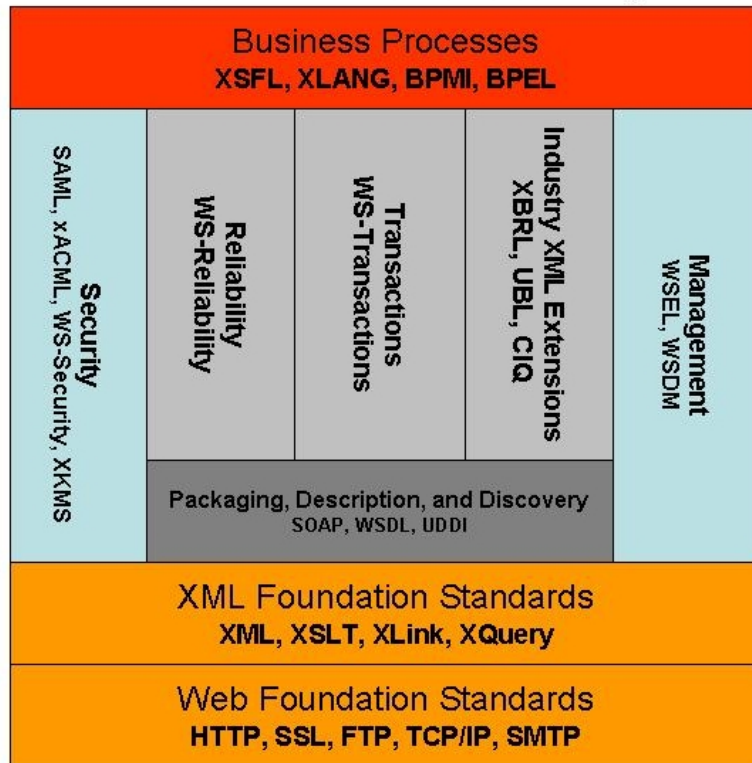 Business Processes
XSFL, XLANG, BPMI, BPEL
Security
SAML, xACML, WS-Security, XKMS
Reliability
WS-Reliability
Transactions
WS-Transactions
Industry XML Extensions
XBRL, UBL, CIQ
Management
WSEL, WSDM
Packaging, Description, and Discovery
SOAP, WSDL, UDDI
XML Foundation Standards
XML, XSLT, XLink, XQuery
Web Foundation Standards
HTTP, SSL, FTP, TCP/IP, SMTP